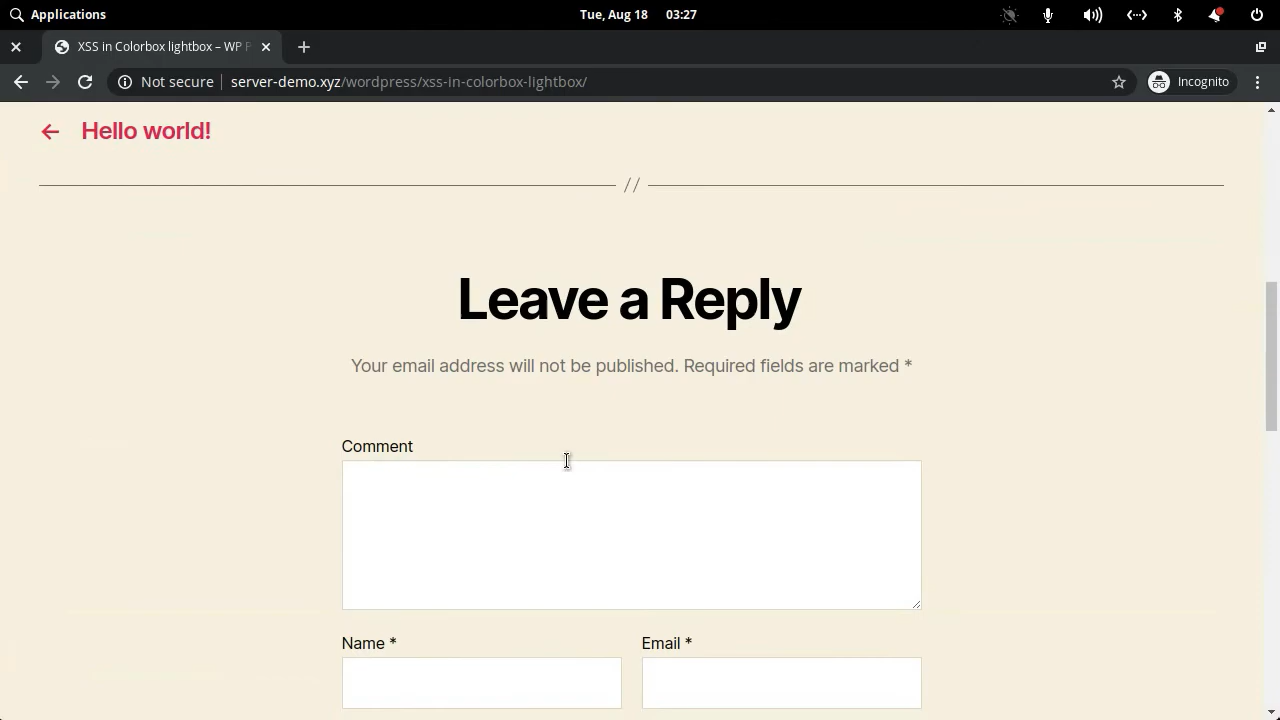 Applications
Tue, Aug 18 03:27
XSS in Colorbox lightbox – WP P
Not secure
server-demo.xyz/wordpress/xss-in-colorbox-lightbox/
Incognito
← Hello world!
//
Leave a Reply
Your email address will not be published. Required fields are marked *
Comment
Name *
Email *